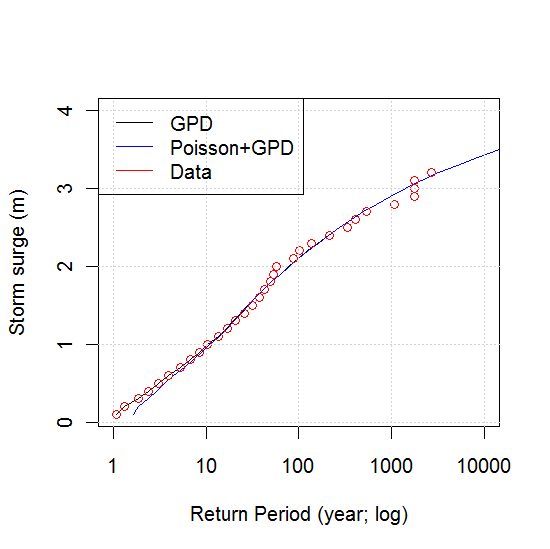 GPD
Poisson+GPD
Data
4
3
2
1
0
Storm surge (m)
1 10 100 1000 10000
Return Period (year; log)